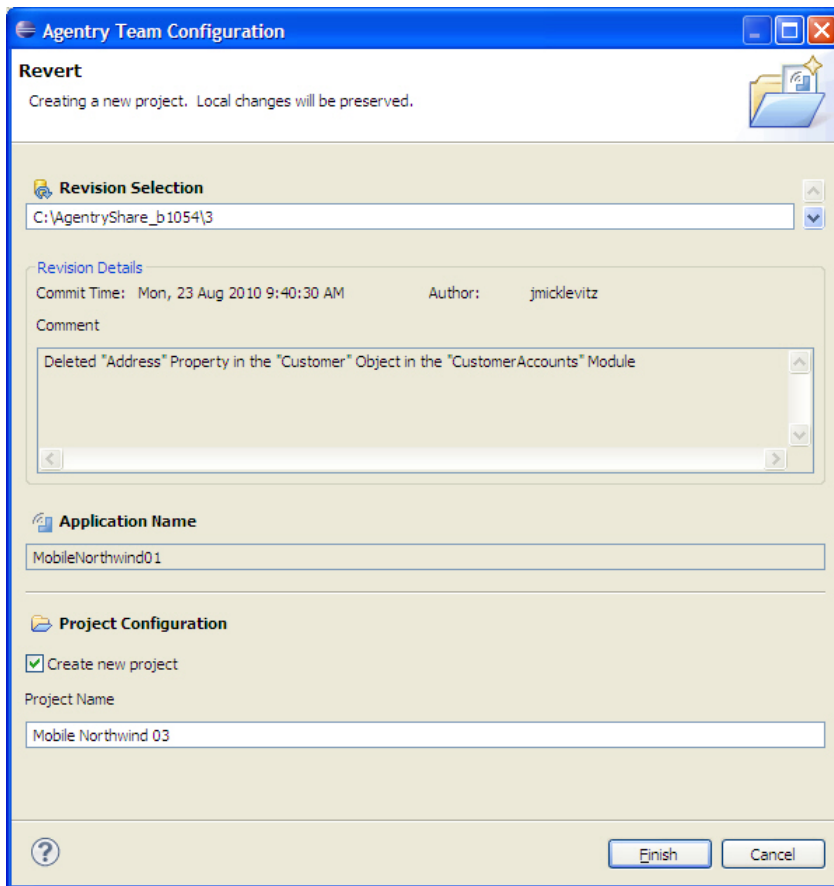 Agentry Team Configuration
Revert
Creating a new project. Local changes will be preserved.
Revision Selection
C:\AgentryShare_b1054\3
Revision Details
Commit Time: Mon, 23 Aug 2010 9:40:30 AM Author: jmicklevitz
Comment
Deleted "Address" Property in the "Customer" Object in the "CustomerAccounts" Module
Application Name
MobileNorthwind01
Project Configuration
Create new project
Project Name
Mobile Northwind 03
Finish Cancel